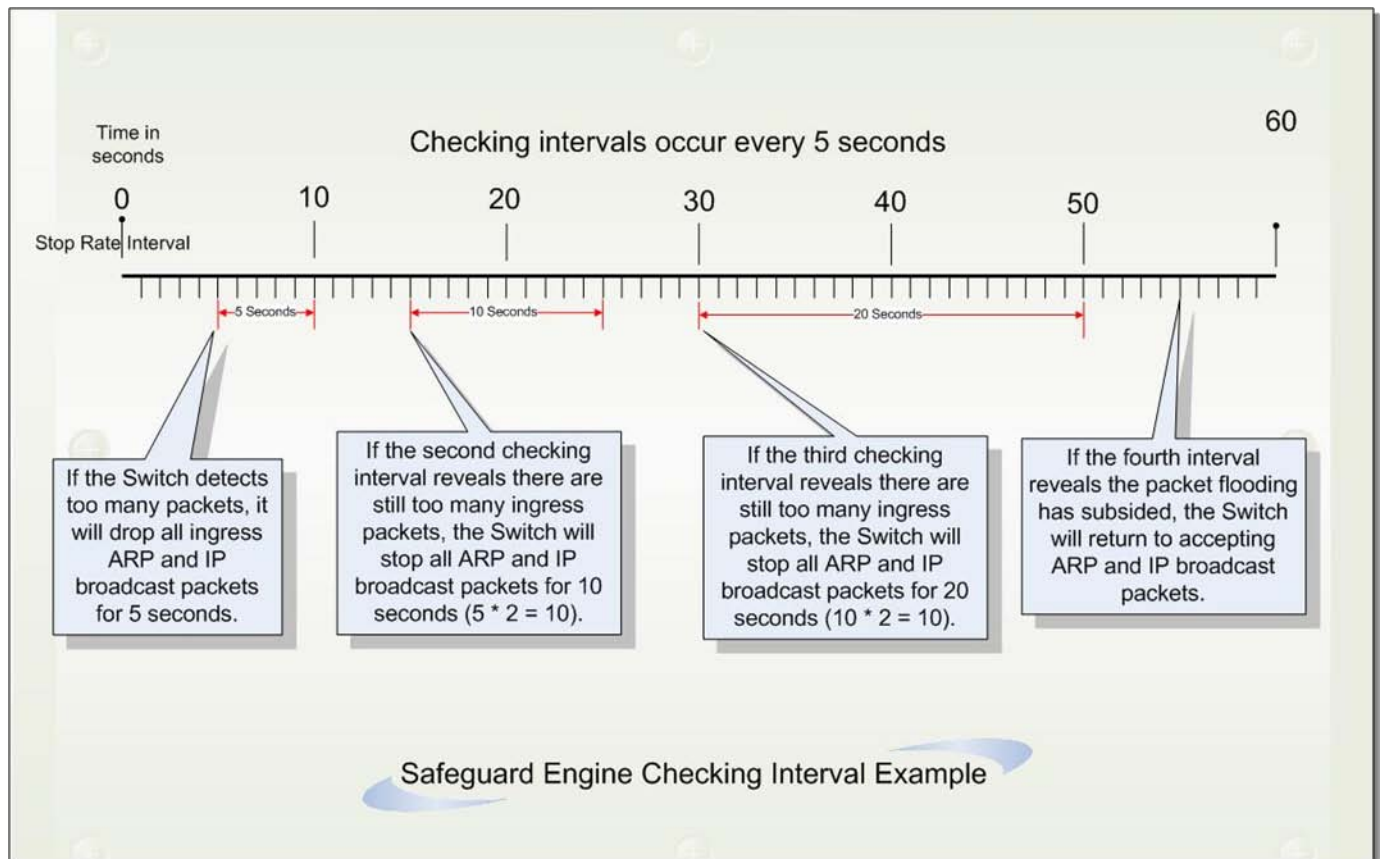 Time in
seconds
Checking intervals occur every 5 seconds
60
0
10
20
30
40
50
Stop Rate Interval
5 Seconds
10 Seconds
20 Seconds
If the Switch detects
too many packets, it
will drop all ingress
ARP and IP
broadcast packets
for 5 seconds.
If the second checking
interval reveals there are
still too many ingress
packets, the Switch will
stop all ARP and IP
broadcast packets for 10
seconds (5 * 2 = 10).
If the third checking
interval reveals there are
still too many ingress
packets, the Switch will
stop all ARP and IP
broadcast packets for 20
seconds (10 * 2 = 10).
If the fourth interval
reveals the packet flooding
has subsided, the Switch
will return to accepting
ARP and IP broadcast
packets.
Safeguard Engine Checking Interval Example